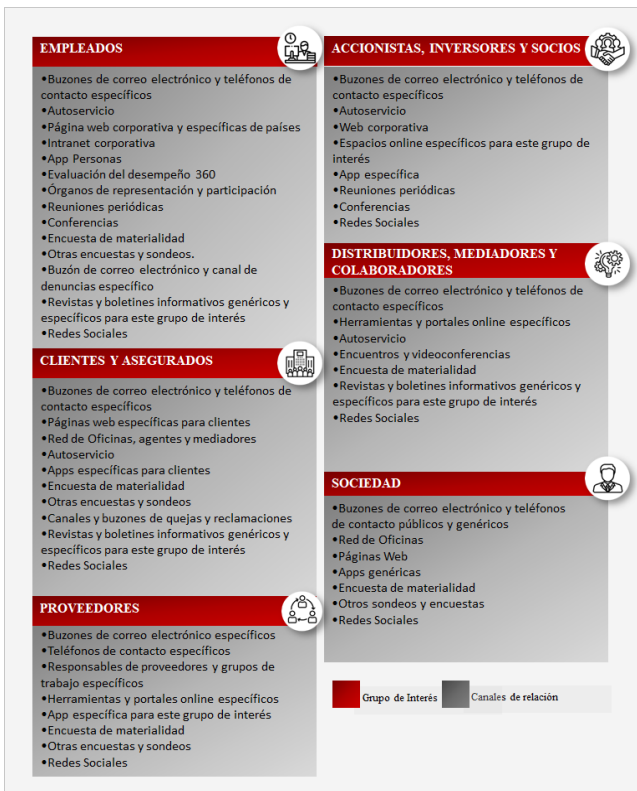 EMPLEADOS
•Buzones de correo electrónico y teléfonos de
contacto específicos
•Autoservicio
•Página web corporativa y específicas de países
•Intranet corporativa
•App Personas
•Evaluación del desempeño 360
•Órganos de representación y participación
•Reuniones periódicas
•Conferencias
•Encuesta de materialidad
•Otras encuestas y sondeos.
•Buzón de correo electrónico y canal de
denuncias específico
•Revistas y boletines informativos genéricos y
específicos para este grupo de interés
•Redes Sociales
CLIENTES Y ASEGURADOS
•Buzones de correo electrónico y teléfonos de
contacto específicos
•Páginas web específicas para clientes
•Red de Oficinas, agentes y mediadores
•Autoservicio
•Apps específicas para clientes
•Encuesta de materialidad
•Otras encuestas y sondeos
•Canales y buzones de quejas y reclamaciones
•Revistas y boletines informativos genéricos y
específicos para este grupo de interés
•Redes Sociales
PROVEEDORES
•Buzones de correo electrónico específicos
•Teléfonos de contacto específicos
•Responsables de proveedores y grupos de
trabajo específicos
•Herramientas y portales online específicos
•App específica para este grupo de interés
•Encuesta de materialidad
•Otras encuestas y sondeos
•Redes Sociales
ACCIONISTAS, INVERSORES Y SOCIOS
•Buzones de correo electrónico y teléfonos de
contacto específicos
•Autoservicio
•Web corporativa
•Espacios online específicos para este grupo de
interés
•App específica
•Reuniones periódicas
•Conferencias
•Redes Sociales
DISTRIBUIDORES, MEDIADORES Y
COLABORADORES
•Buzones de correo electrónico y teléfonos de
contacto específicos
•Herramientas y portales online específicos
•Autoservicio
•Encuentros y videoconferencias
•Encuesta de materialidad
•Revistas y boletines informativos genéricos y
específicos para este grupo de interés
•Redes Sociales
SOCIEDAD
•Buzones de correo electrónico y teléfonos
de contacto públicos y genéricos
•Red de Oficinas
•Páginas Web
•Apps genéricas
•Encuesta de materialidad
•Otros sondeos y encuestas
•Redes Sociales
Grupo de Interés
Canales de relación